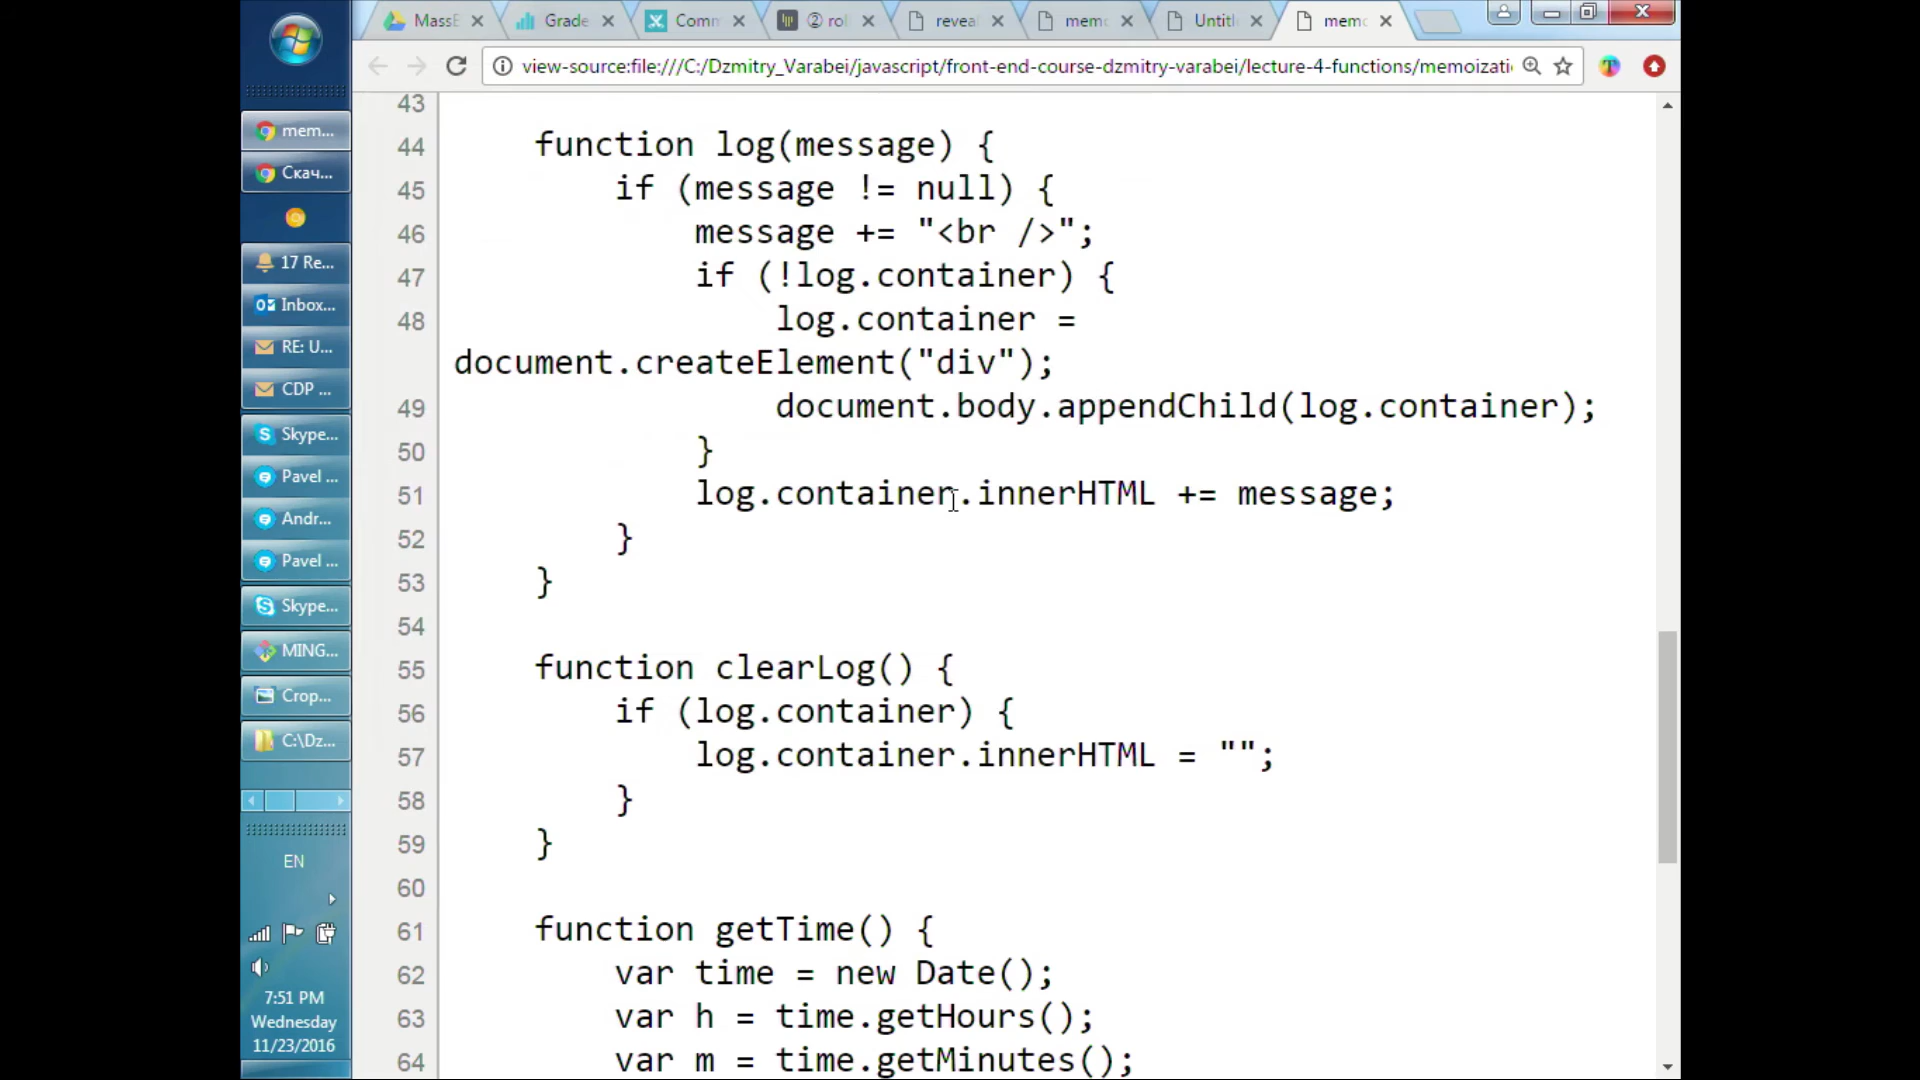 MassE
Grade
Comm
② rol
revea
memo
Untitl
memo
view-source:file:///C:/Dzmitry_Varabei/javascript/front-end-course-dzmitry-varabei/lecture-4-functions/memoizati
mem...
Скач...
17 Re...
Inbox...
RE: U...
CDP ...
Skype...
Pavel ...
Andr...
Pavel ...
Skype...
MING...
Crop...
C:\Dz...
EN
7:51 PM
Wednesday
11/23/2016
43
44 function log(message) {
45 if (message != null) {
46 message += "<br />";
47 if (!log.container) {
48 log.container =
document.createElement("div");
49 document.body.appendChild(log.container);
50 }
51 log.container.innerHTML += message;
52 }
53 }
54
55 function clearLog() {
56 if (log.container) {
57 log.container.innerHTML = "";
58 }
59 }
60
61 function getTime() {
62 var time = new Date();
63 var h = time.getHours();
64 var m = time.getMinutes();